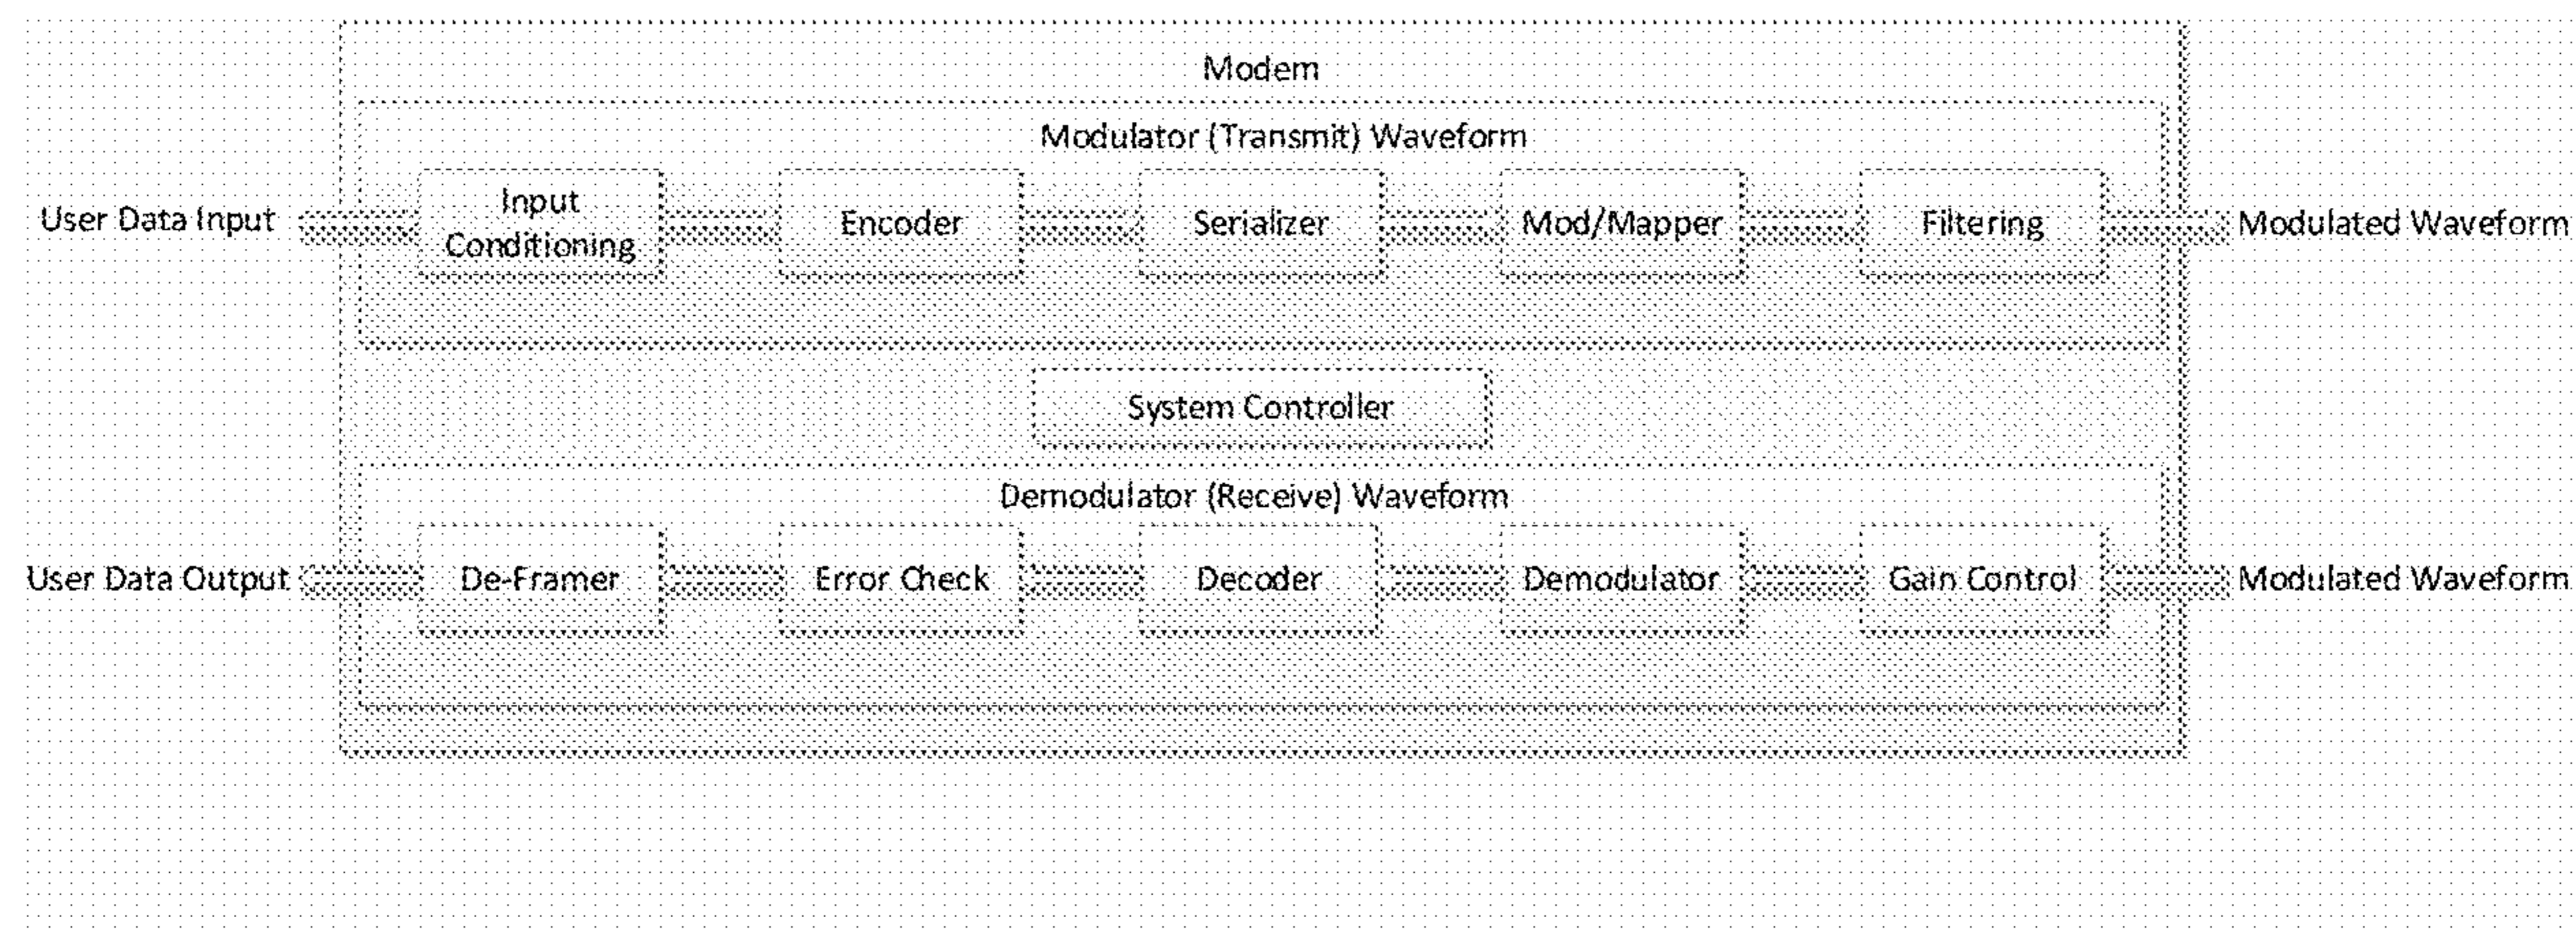 Modem
Modulator (Transmit) Waveform
User Data Input
Input
Conditioning
Encoder
Serializer
Mod/Mapper
Filtering
Modulated Waveform
System Controller
Demodulator (Receive) Waveform
User Data Output
De-Framer
Error Check
Decoder
Demodulator
Gain Control
Modulated Waveform